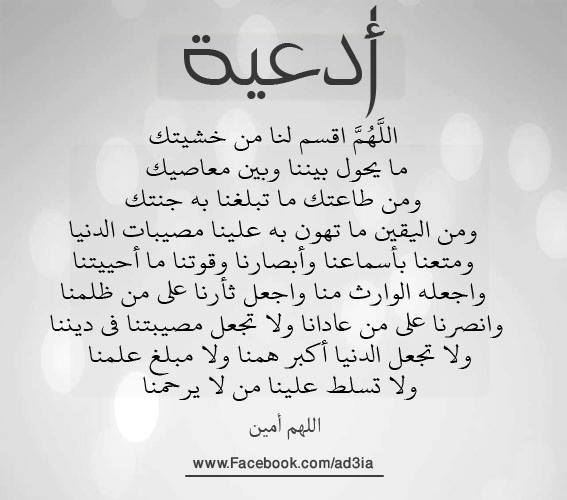 أدعية
اللَّهُمَّ اقسم لنا من خشيتك
ما يحول بيننا وبين معاصيك
ومن طاعتك ما تبلغنا به جنتك
ومن اليقين ما تهون به علينا مصيبات الدنيا
ومتعنا بأسماعنا وأبصارنا وقوتنا ما أحييتنا
واجعله الوارث منا واجعل ثأرنا على من ظلمنا
وانصرنا على من عادانا ولا تجعل مصيبتنا فى ديننا
ولا تجعل الدنيا أكبر همنا ولا مبلغ علمنا
ولا تسلط علينا من لا يرحمنا
اللهم أمين
www.Facebook.com/ad3ia